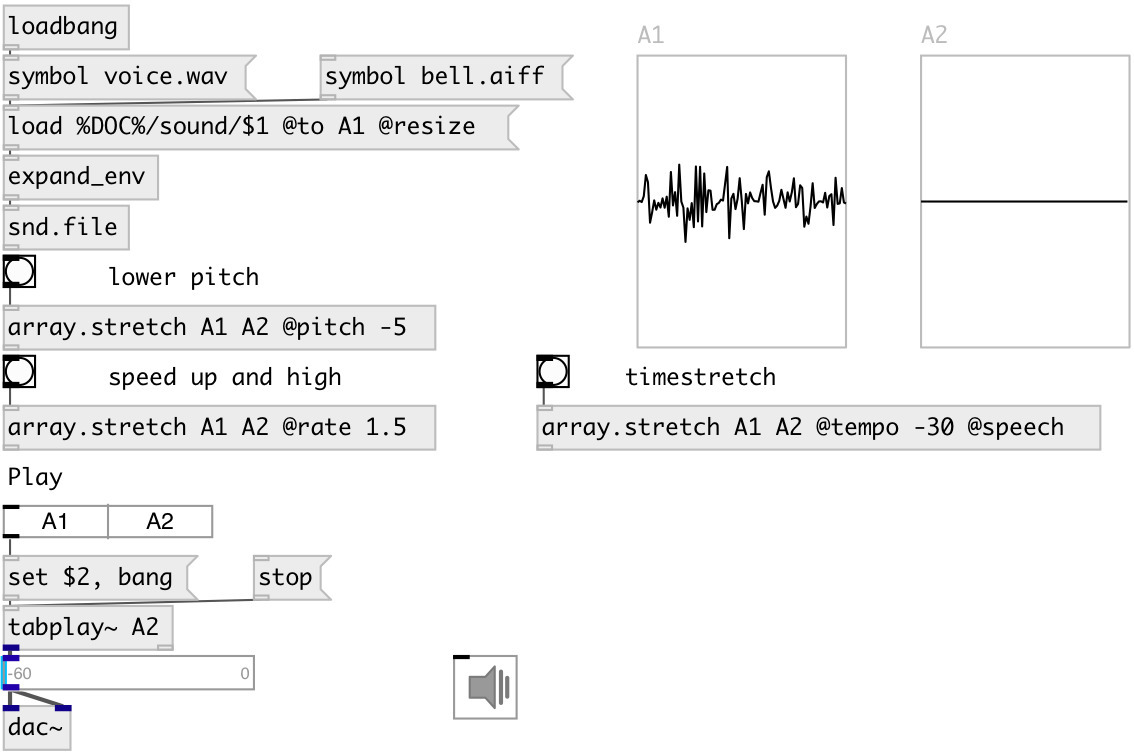 loadbang
A1
A2
symbol voice.wav
symbol bell.aiff
load %DOC%/sound/$1 @to A1 @resize
expand_env
snd.file
lower pitch
array.stretch A1 A2 @pitch -5
speed up and high
timestretch
array.stretch A1 A2 @rate 1.5
array.stretch A1 A2 @tempo -30 @speech
Play
A1
A2
set $2, bang
stop
tabplay~ A2
-60
0
dac~